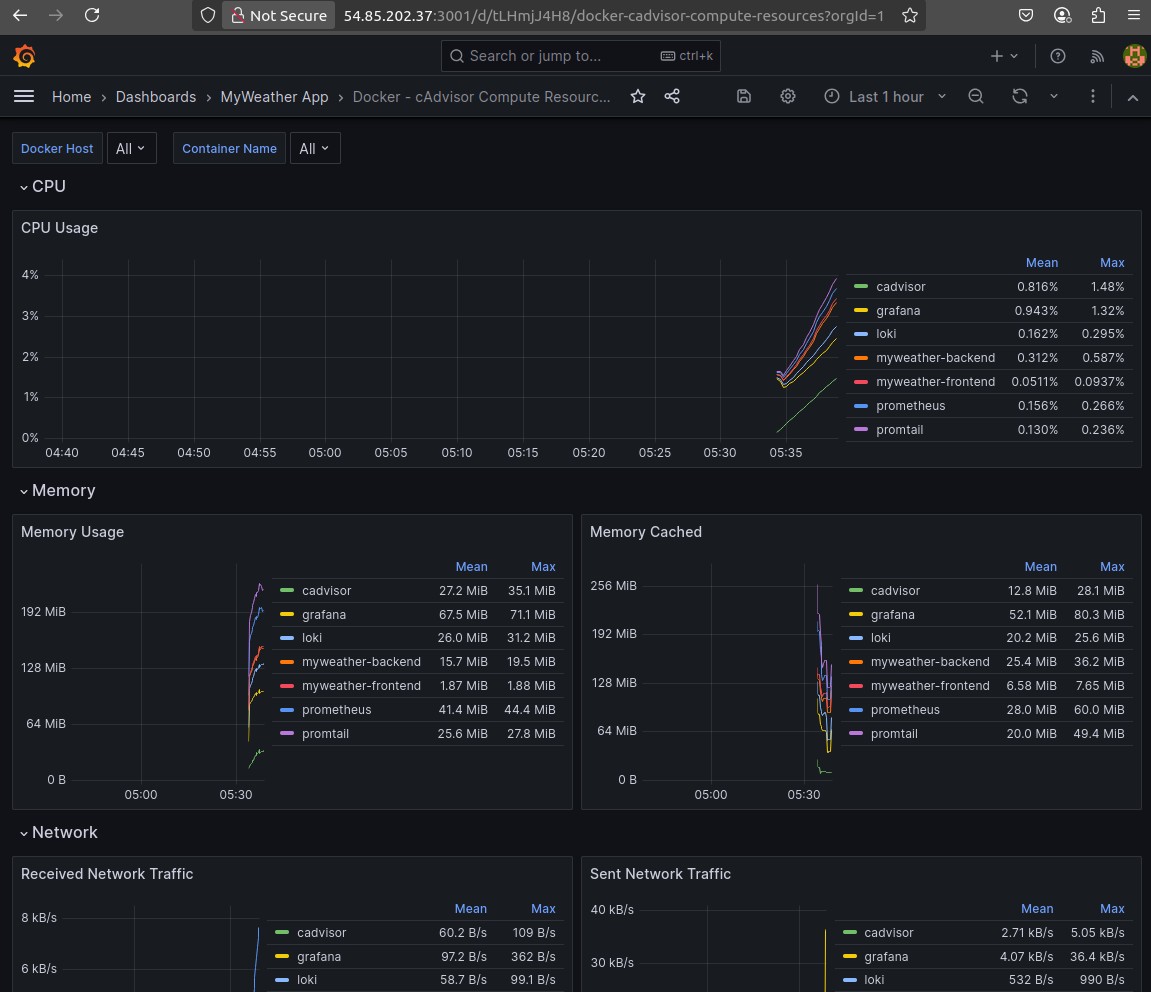 Not Secure 54.85.202.37:3001/d/tLHmjJ4H8/docker-cadvisor-compute-resources?orgId=1
Search or jump to... ctrl+k
Home Dashboards MyWeather App Docker - cAdvisor Compute Resourc... Last 1 hour
Docker Host All Container Name All
CPU
CPU Usage
Mean Max
4%
3%
2%
1%
0%
04:40 04:45 04:50 04:55 05:00 05:05 05:10 05:15 05:20 05:25 05:30 05:35
cadvisor 0.816% 1.48%
grafana 0.943% 1.32%
loki 0.162% 0.295%
myweather-backend 0.312% 0.587%
myweather-frontend 0.0511% 0.0937%
prometheus 0.156% 0.266%
promtail 0.130% 0.236%
Memory
Memory Usage
192 MiB
128 MiB
64 MiB
0 B
05:00 05:30
Mean Max
cadvisor 27.2 MiB 35.1 MiB
grafana 67.5 MiB 71.1 MiB
loki 26.0 MiB 31.2 MiB
myweather-backend 15.7 MiB 19.5 MiB
myweather-frontend 1.87 MiB 1.88 MiB
prometheus 41.4 MiB 44.4 MiB
promtail 25.6 MiB 27.8 MiB
Memory Cached
256 MiB
192 MiB
128 MiB
64 MiB
0 B
05:00 05:30
Mean Max
cadvisor 12.8 MiB 28.1 MiB
grafana 52.1 MiB 80.3 MiB
loki 20.2 MiB 25.6 MiB
myweather-backend 25.4 MiB 36.2 MiB
myweather-frontend 6.58 MiB 7.65 MiB
prometheus 28.0 MiB 60.0 MiB
promtail 20.0 MiB 49.4 MiB
Network
Received Network Traffic
8 kB/s
6 kB/s
Mean Max
cadvisor 60.2 B/s 109 B/s
grafana 97.2 B/s 362 B/s
loki 58.7 B/s 99.1 B/s
Sent Network Traffic
40 kB/s
30 kB/s
Mean Max
cadvisor 2.71 kB/s 5.05 kB/s
grafana 4.07 kB/s 36.4 kB/s
loki 532 B/s 990 B/s